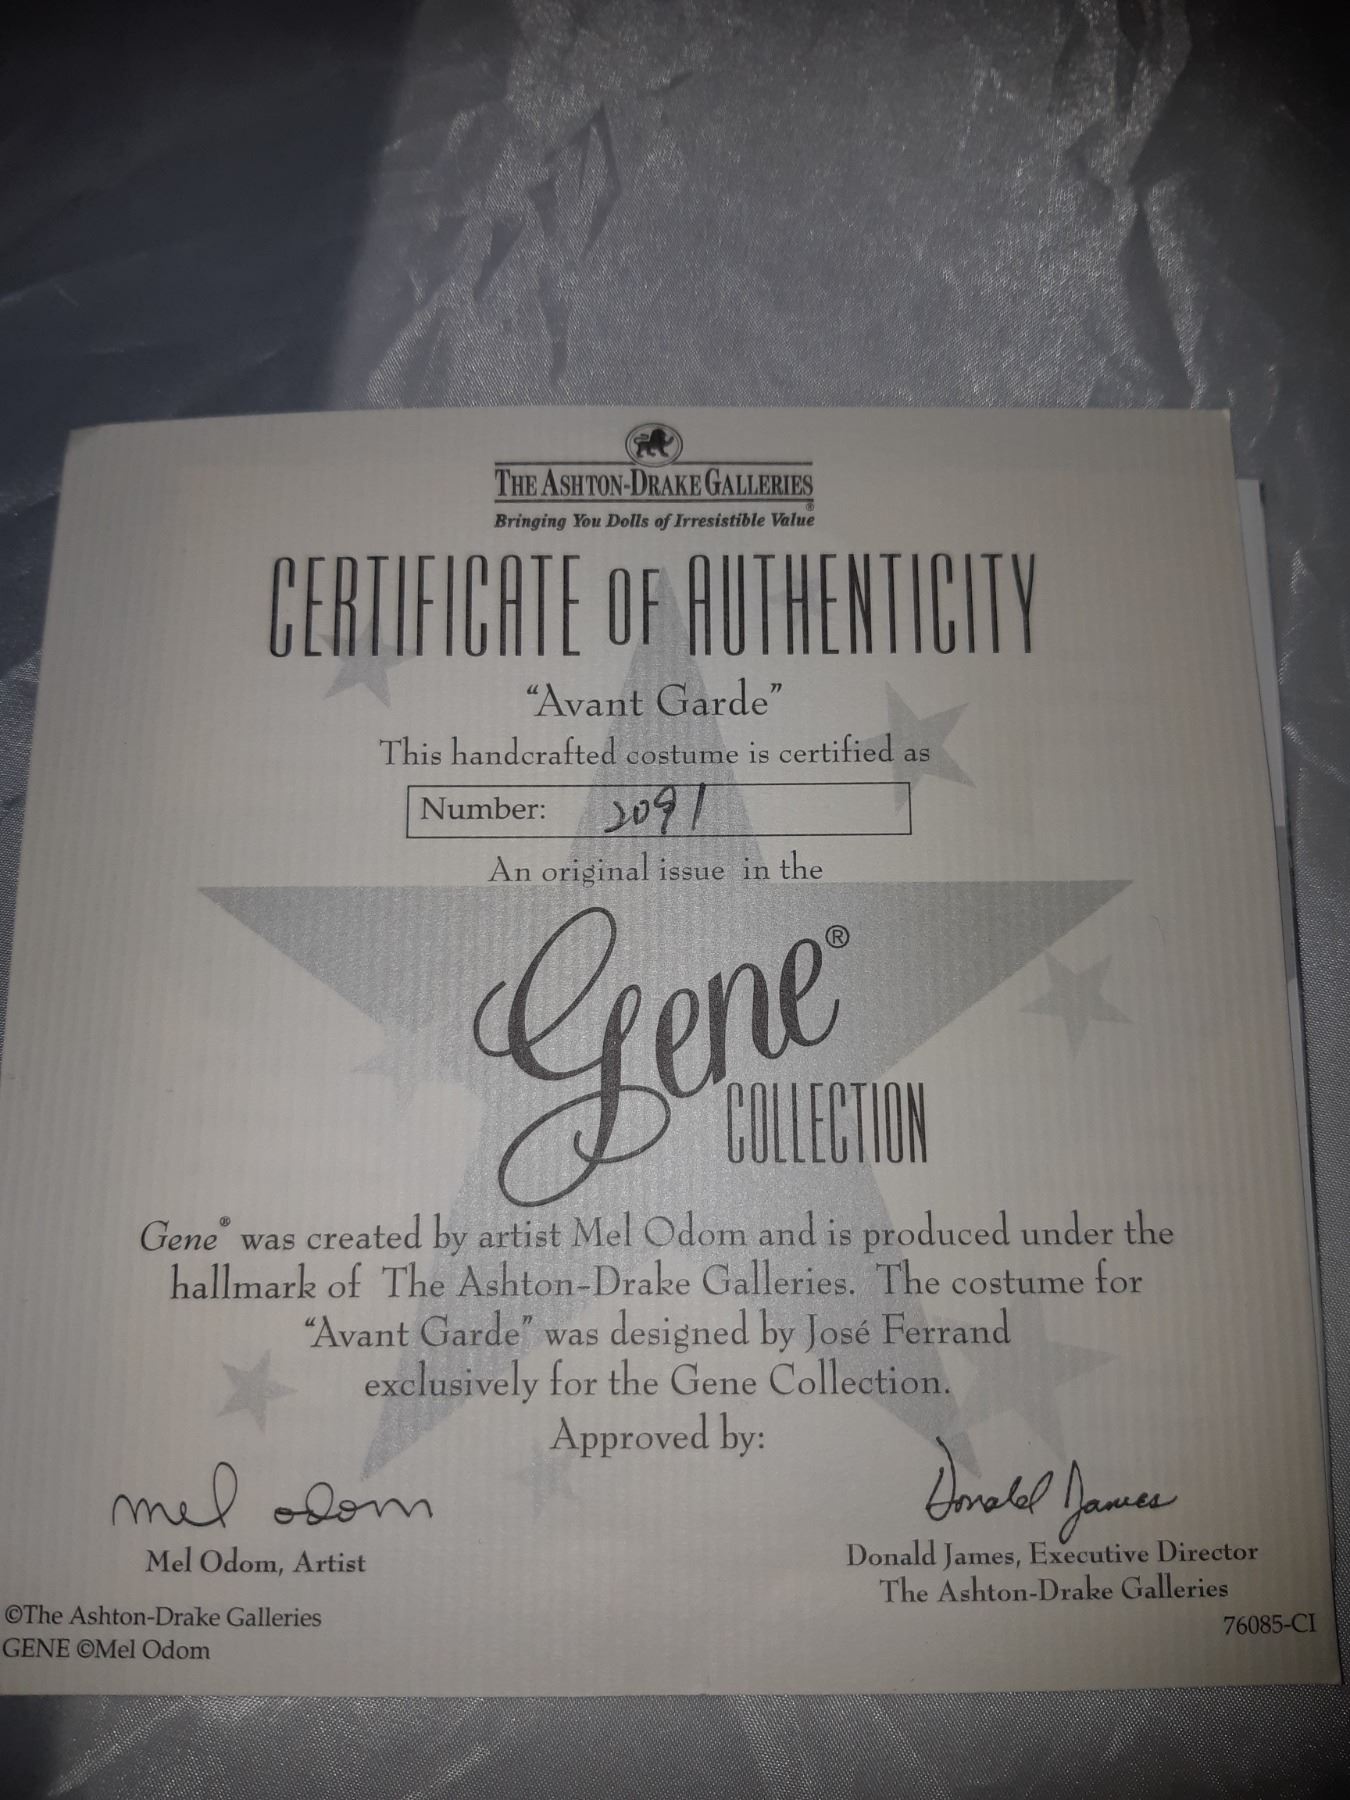 THE ASHTON-DRAKE GALLERIES®
Bringing You Dolls of Irresistible Value
CERTIFICATE OF AUTHENTICITY
“Avant Garde”
This handcrafted costume is certified as
Number: 2091
An original issue in the
Gene®
COLLECTION
Gene® was created by artist Mel Odom and is produced under the
hallmark of The Ashton-Drake Galleries. The costume for
“Avant Garde” was designed by José Ferrand
exclusively for the Gene Collection.
Approved by:
mel odom
Donald James
Mel Odom, Artist
Donald James, Executive Director
The Ashton-Drake Galleries
©The Ashton-Drake Galleries
76085-CI
GENE ©Mel Odom